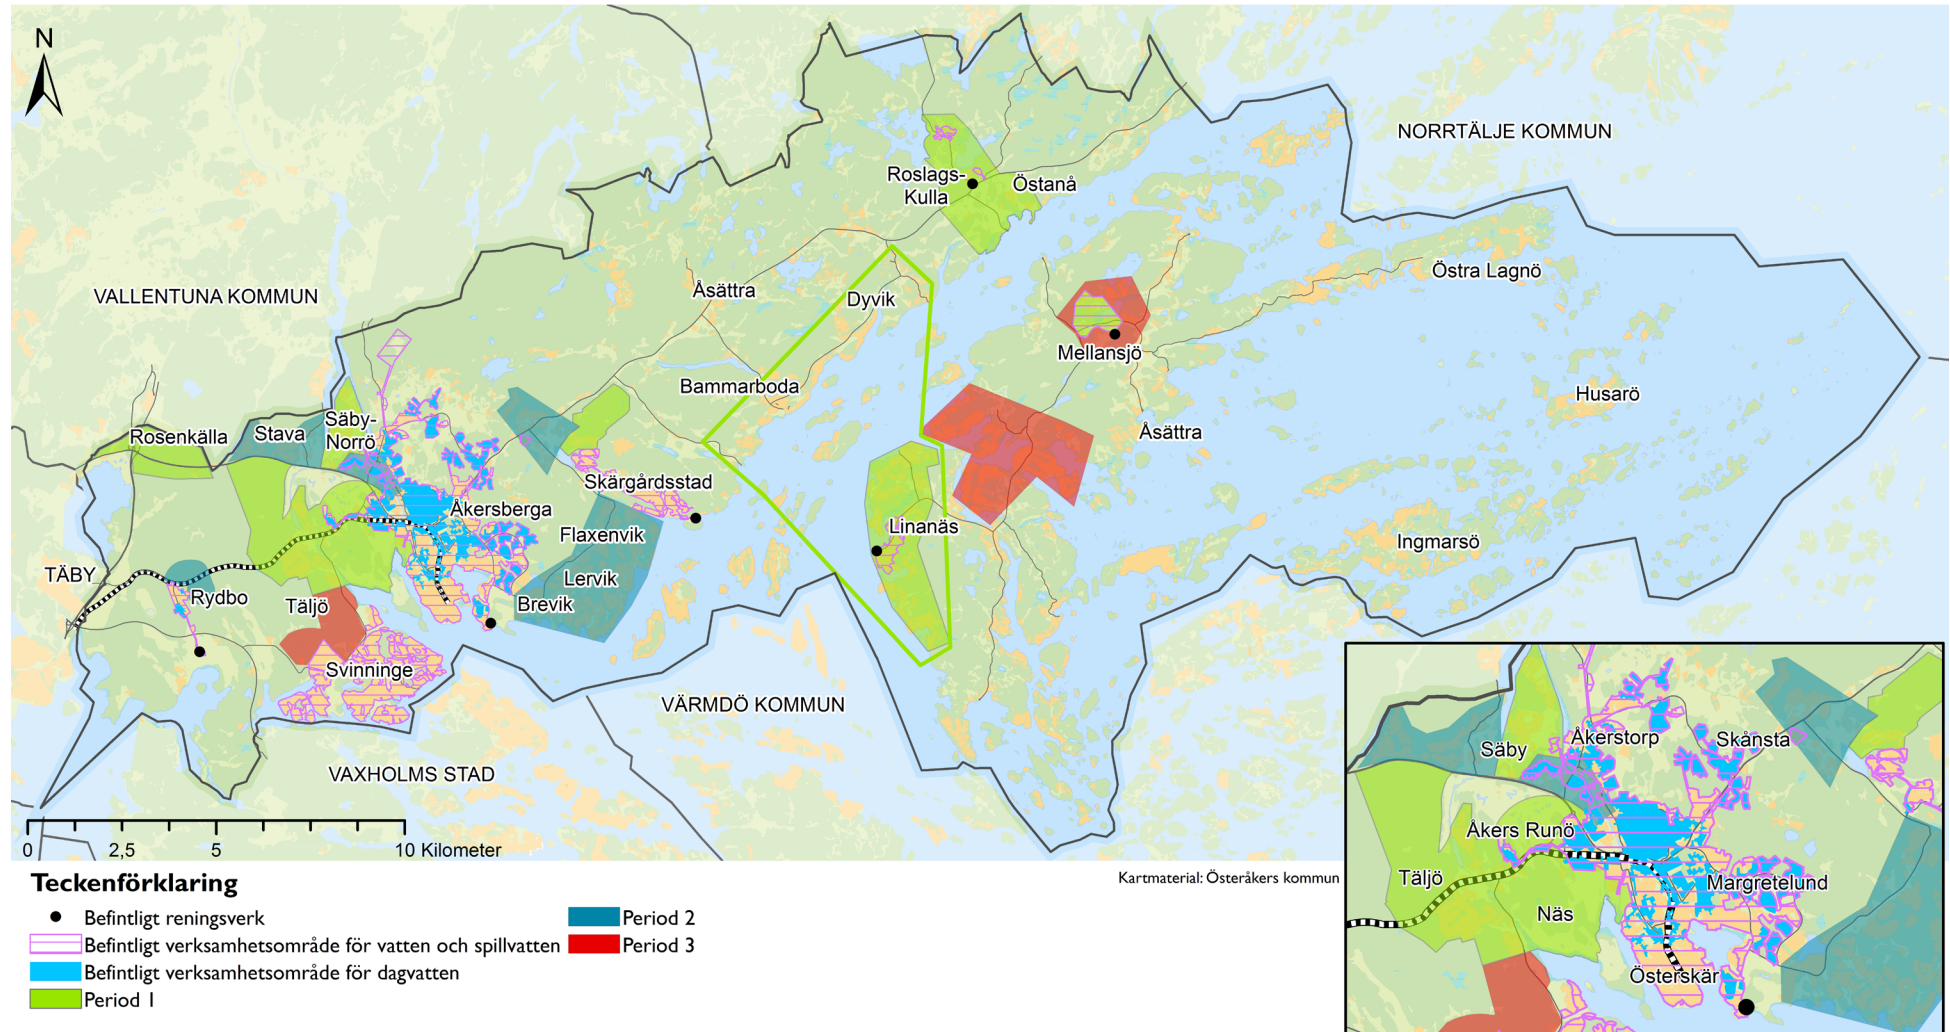 N
NORRTÄLJE KOMMUN
Roslags-
Kulla
Östanå
Östra Lagnö
Åsättra
Dyvik
VALLENTUNA KOMMUN
Mellansjö
Bammarboda
Husarö
Säby-
Norrö
Rosenkälla
Stava
Åsättra
Skärgårdsstad
Åkersberga
Linanäs
Flaxenvik
Ingmarsö
TÄBY
Lervik
Rydbo
Täljö
Brevik
Svinninge
VÄRMDÖ KOMMUN
VAXHOLMS STAD
0 2,5 5 10 Kilometer
Kartmaterial: Österåkers kommun
Teckenförklaring
Befintligt reningsverk
Befintligt verksamhetsområde för vatten och spillvatten
Befintligt verksamhetsområde för dagvatten
Period 1
Period 2
Period 3
Åkerstorp
Skånsta
Säby
Åkers Runö
Täljö
Margretelund
Näs
Österskär